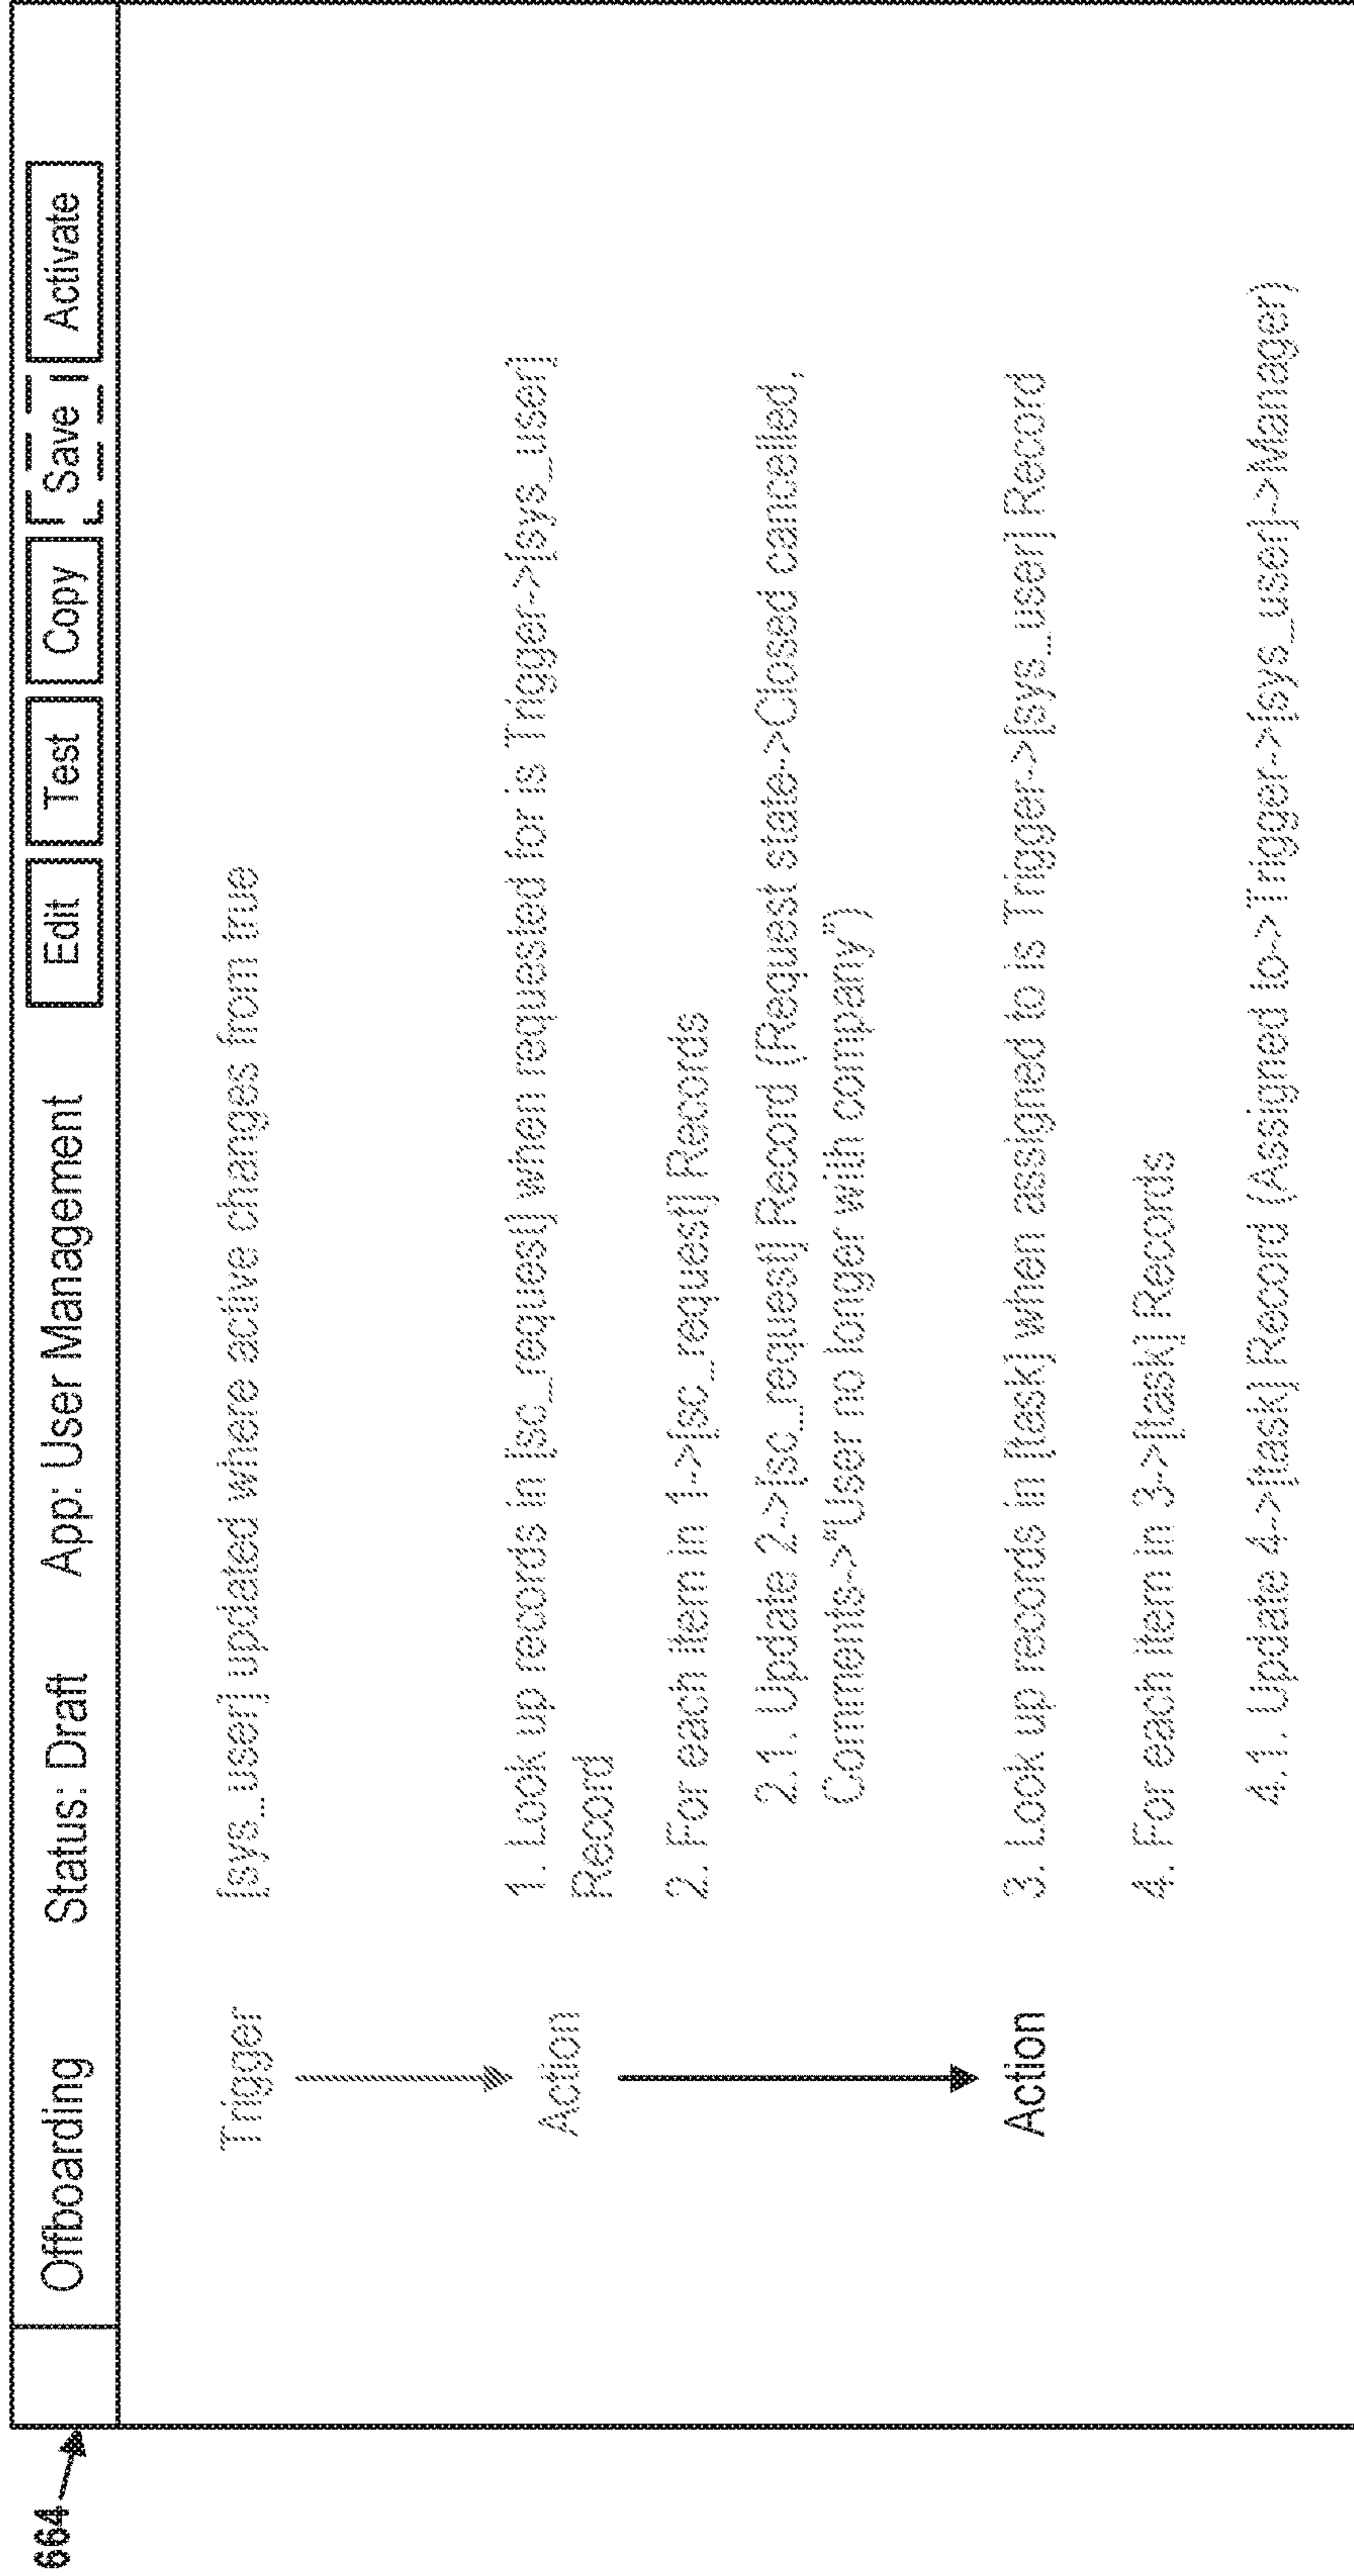 664
Offboarding Status: Draft App: User Management Edit Test Copy Save Activate
Trigger [sys_user] updated where active changes from true
Action 1. Look up records in [sc_request] when requested for is Trigger->[sys_user]
Record
2. For each item in 1->[sc_request] Records
2.1. Update 2->[sc_request] Record (Request state->Closed cancelled,
Comments->"User no longer with company")
Action 3. Look up records in [task] when assigned to is Trigger->[sys_user] Record
4. For each item in 3->[task] Records
4.1. Update 4->[task] Record (Assigned to->Trigger->[sys_user]->Manager)